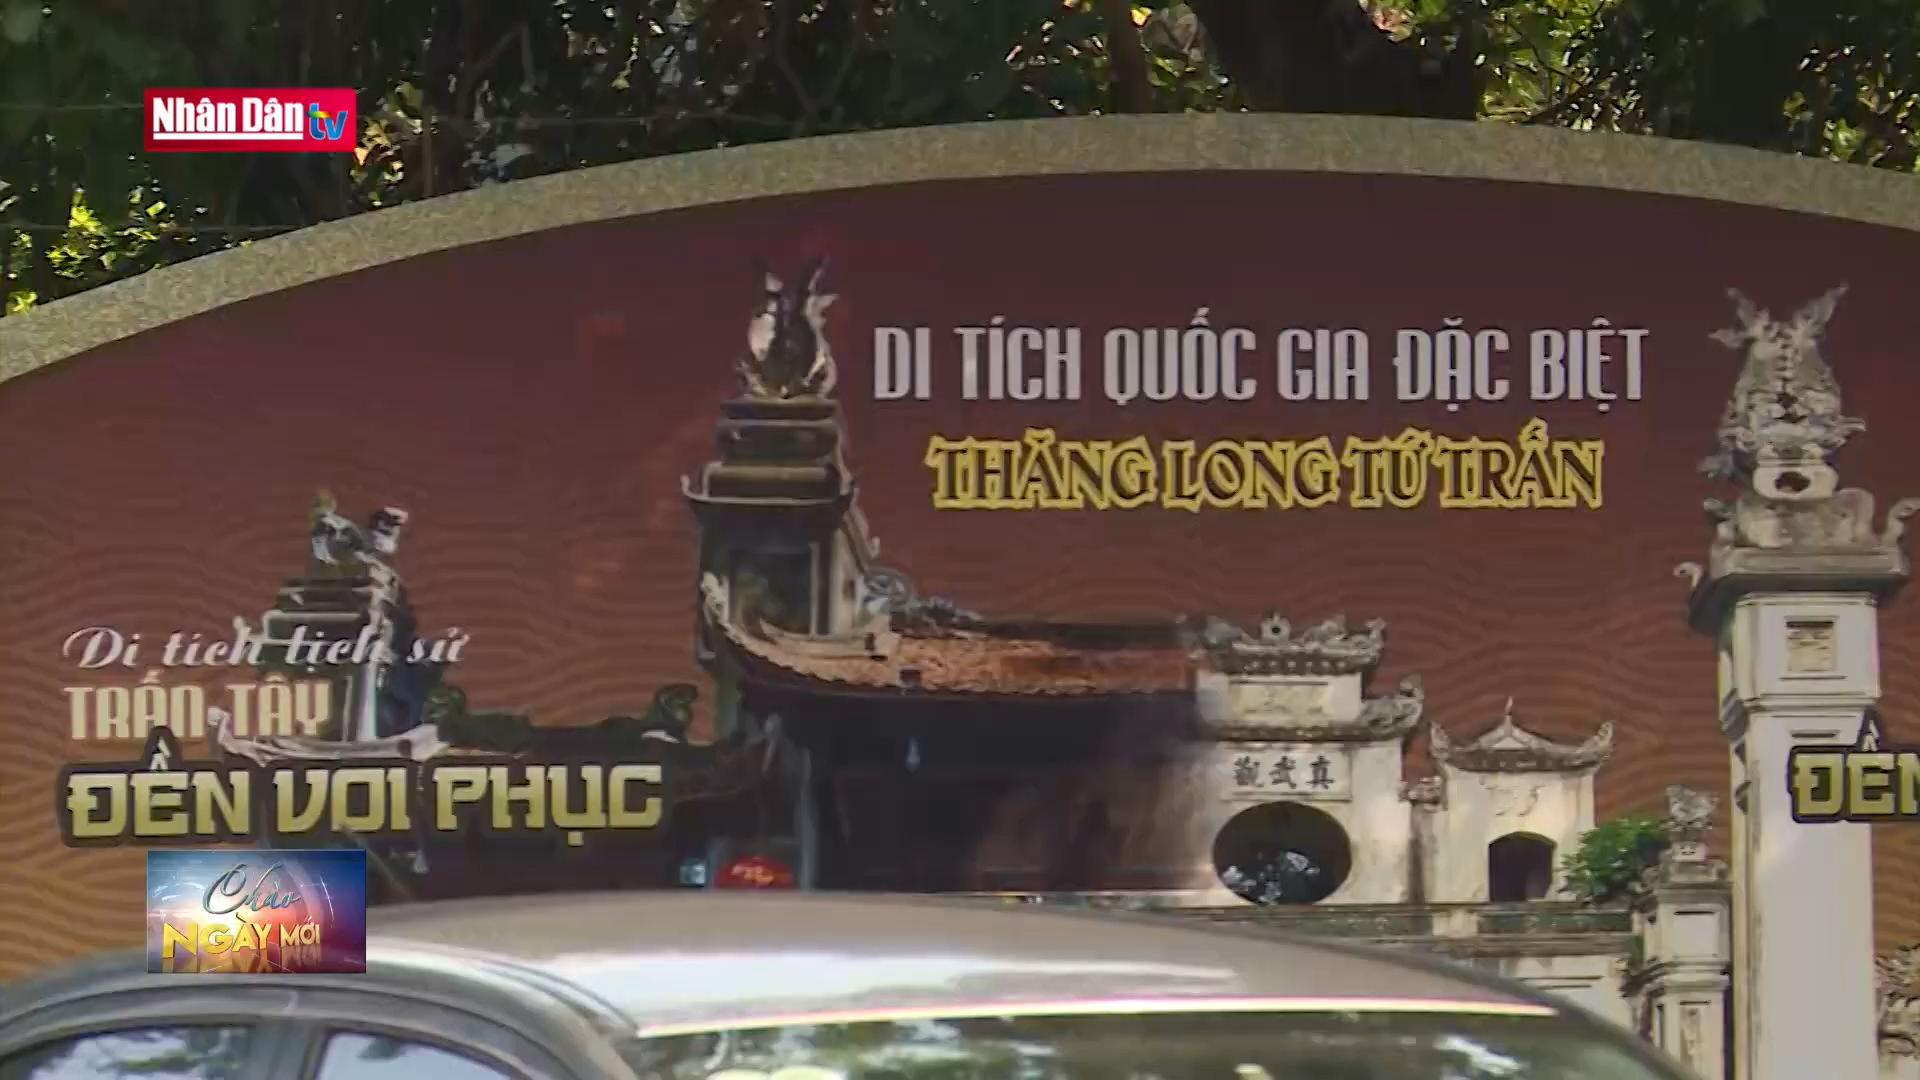 Nhân Dân tv
DI TÍCH QUỐC GIA ĐẶC BIỆT
THĂNG LONG TỨ TRẤN
Di tích lịch sử
TRẤN TÂY
ĐỀN VOI PHỤC
ĐỀN
觀武真
Chào
NGÀY MỚI